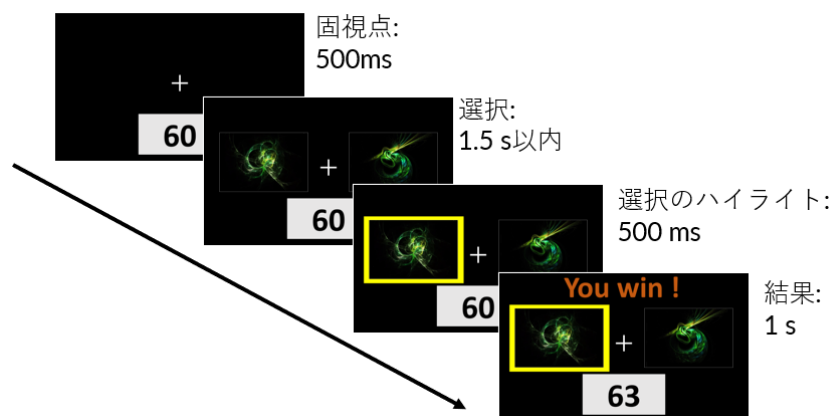 固視点:
500ms
+
60
選択:
1.5 s以内
+
60
選択のハイライト:
500 ms
+
60
結果:
1 s
You win !
+
63